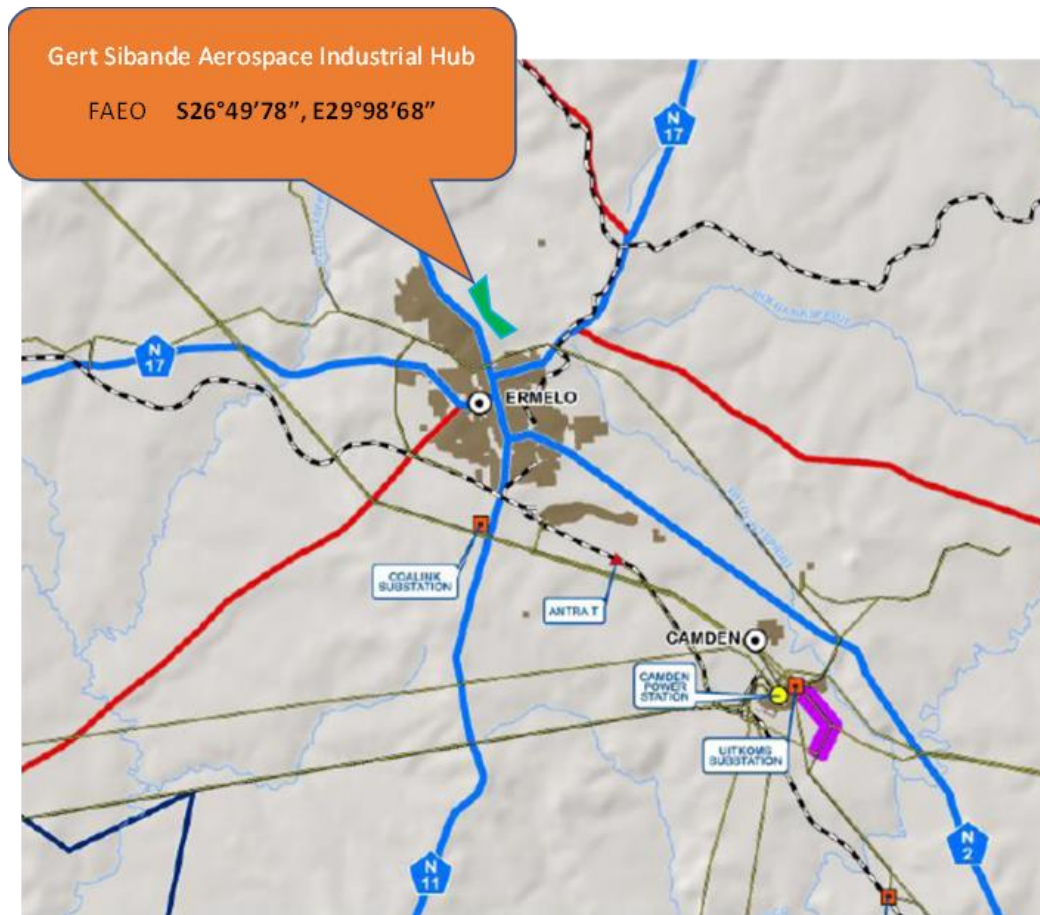 Gert Sibande Aerospace Industrial Hub
FAEO S26°49’78”, E29°98’68”
N
17
N
17
ERMELO
COALINK
SUBSTATION
ANTRA T
CAMDEN
CAMDEN
POWER
STATION
UITKOMS
SUBSTATION
N
11
N
2